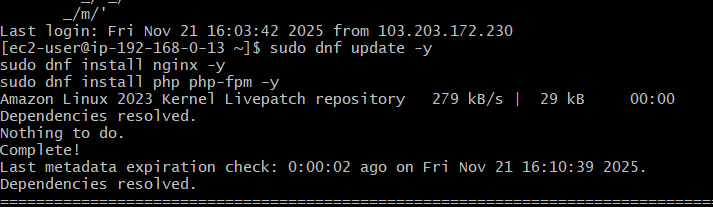 _/m/'
Last login: Fri Nov 21 16:03:42 2025 from 103.203.172.230
[ec2-user@ip-192-168-0-13 ~]$ sudo dnf update -y
sudo dnf install nginx -y
sudo dnf install php php-fpm -y
Amazon Linux 2023 Kernel Livepatch repository   279 kB/s |  29 kB     00:00
Dependencies resolved.
Nothing to do.
Complete!
Last metadata expiration check: 0:00:02 ago on Fri Nov 21 16:10:39 2025.
Dependencies resolved.
================================================================================